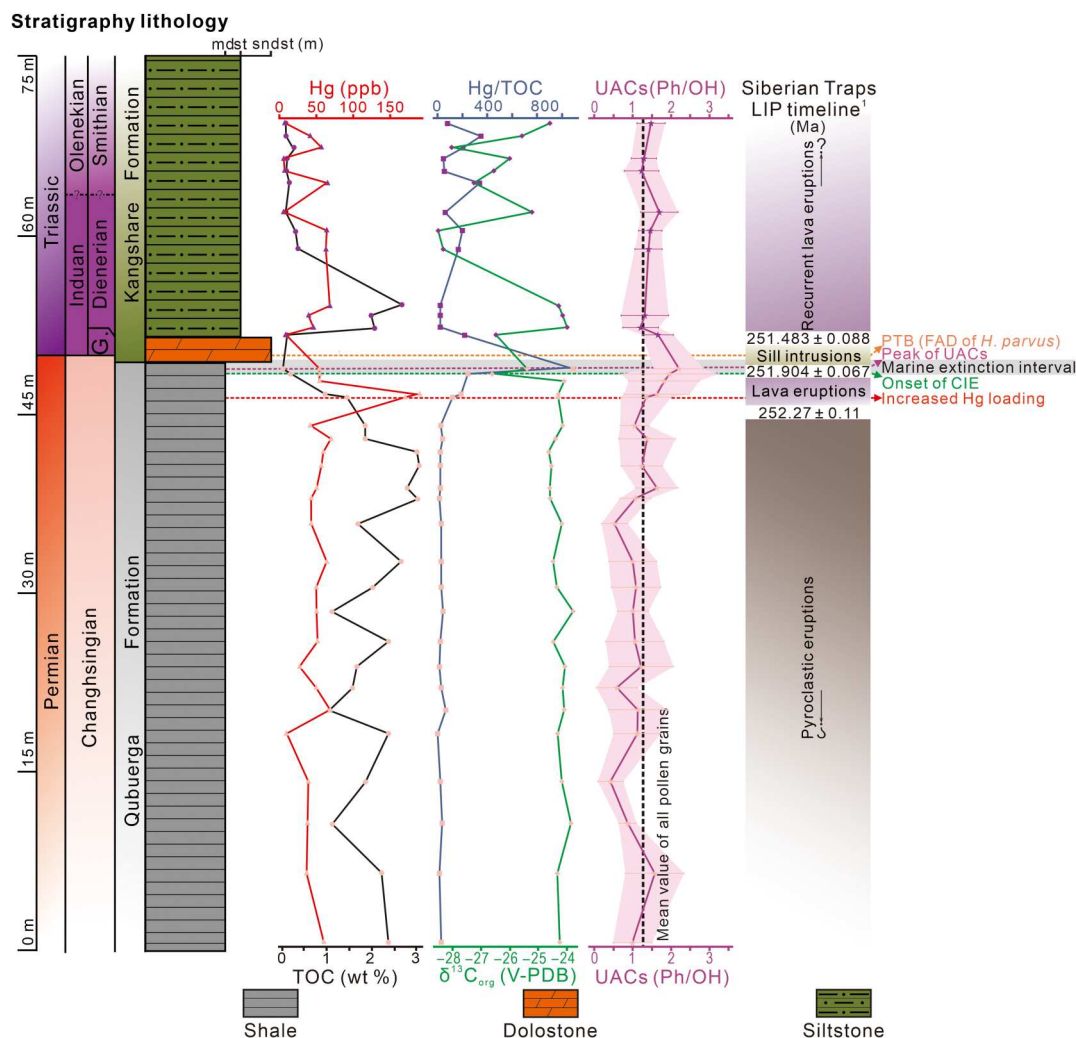 Stratigraphy lithology
mdst sndst (m)
75 m
60 m
45 m
30 m
15 m
0 m
Triassic
Permian
Olenekian
Induan
Changhsingian
Smithian
?
?
Dienerian
G.
Kangshare Formation
Qubuerga Formation
Hg (ppb)
0 50 100 150
Hg/TOC
0 400 800
UACs (Ph/OH)
0 1 2 3
Siberian Traps
LIP timeline1
(Ma)
Recurrent lava eruptions ?
251.483 ± 0.088
Sill intrusions
251.904 ± 0.067
Lava eruptions
252.27 ± 0.11
Pyroclastic eruptions ?
PTB (FAD of H. parvus)
Peak of UACs
Marine extinction interval
Onset of CIE
Increased Hg loading
Mean value of all pollen grains
0 1 2 3
TOC (wt %)
−28 −27 −26 −25 −24
δ13Corg (V-PDB)
0 1 2 3
UACs (Ph/OH)
Shale
Dolostone
Siltstone